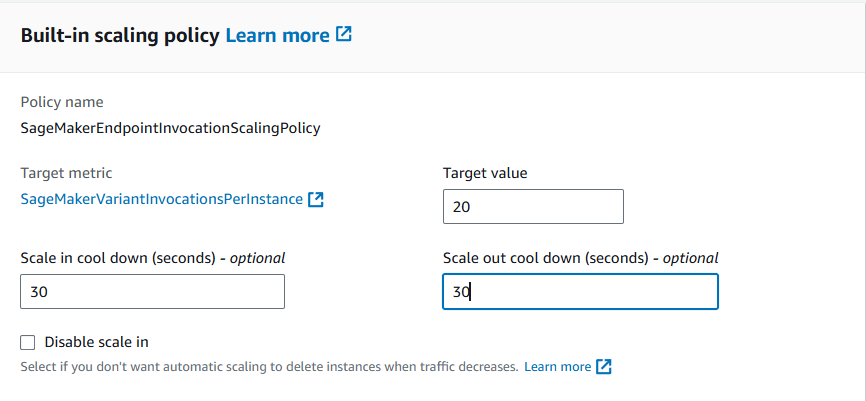 Built-in scaling policy Learn more
Policy name
SageMakerEndpointInvocationScalingPolicy
Target metric
SageMakerVariantInvocationsPerInstance
Target value
20
Scale in cool down (seconds) - optional
30
Scale out cool down (seconds) - optional
30
Disable scale in
Select if you don't want automatic scaling to delete instances when traffic decreases. Learn more